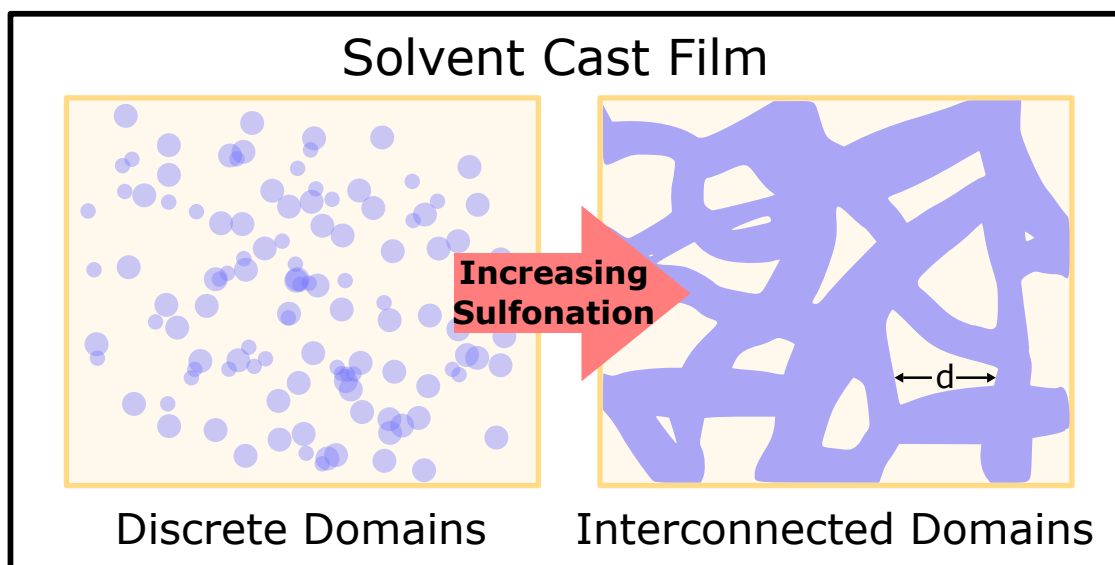 Solvent Cast Film
Increasing
Sulfonation
d
Discrete Domains
Interconnected Domains